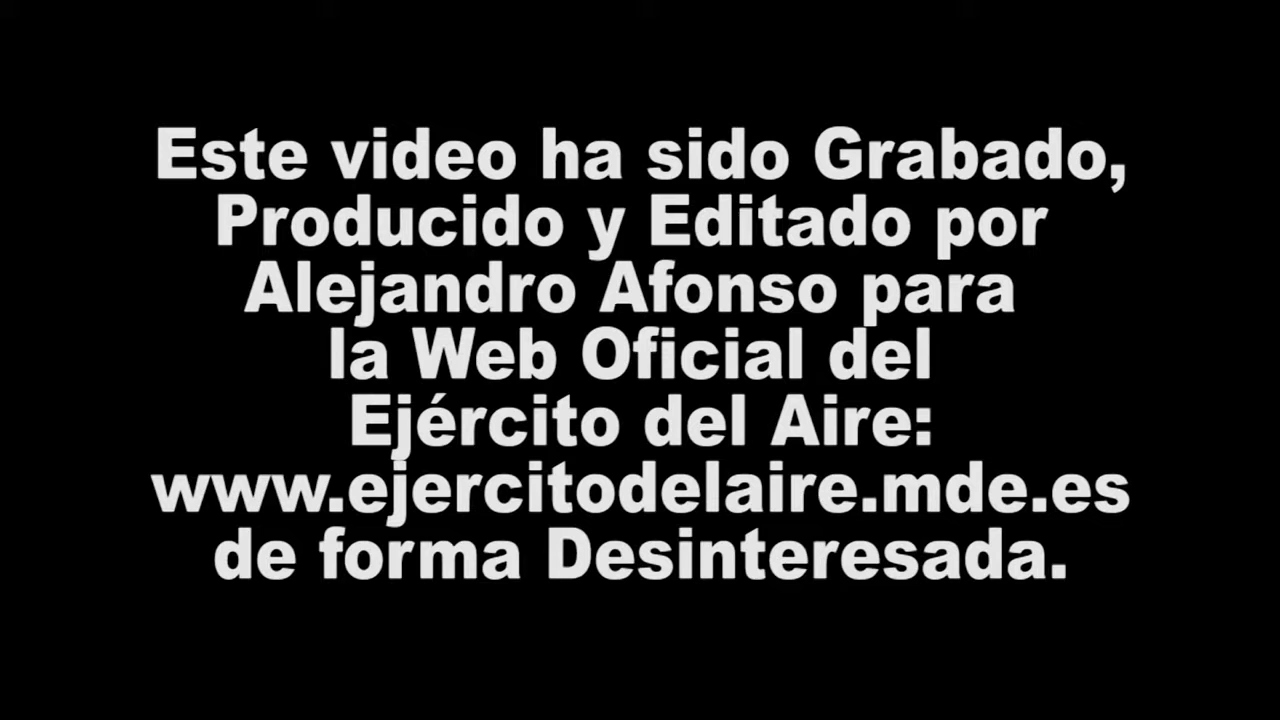 Este video ha sido Grabado,
Producido y Editado por
Alejandro Afonso para
la Web Oficial del
Ejército del Aire:
www.ejercitodelaire.mde.es
de forma Desinteresada.